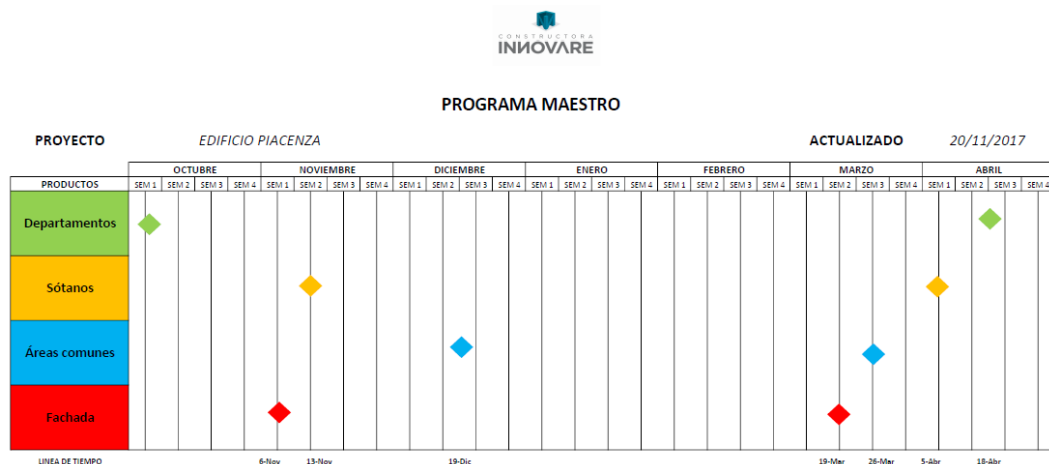 CONSTRUCTORA
INNOVARE
PROGRAMA MAESTRO
PROYECTO EDIFICIO PIACENZA ACTUALIZADO 20/11/2017
OCTUBRE NOVIEMBRE DICIEMBRE ENERO FEBRERO MARZO ABRIL
PRODUCTOS SEM 1 SEM 2 SEM 3 SEM 4 SEM 1 SEM 2 SEM 3 SEM 4 SEM 1 SEM 2 SEM 3 SEM 4 SEM 1 SEM 2 SEM 3 SEM 4 SEM 1 SEM 2 SEM 3 SEM 4 SEM 1 SEM 2 SEM 3 SEM 4 SEM 1 SEM 2 SEM 3 SEM 4
Departamentos
Sótanos
Áreas comunes
Fachada
LINEA DE TIEMPO 6-Nov 13-Nov 19-Dic 19-Mar 26-Mar 5-Abr 18-Abr